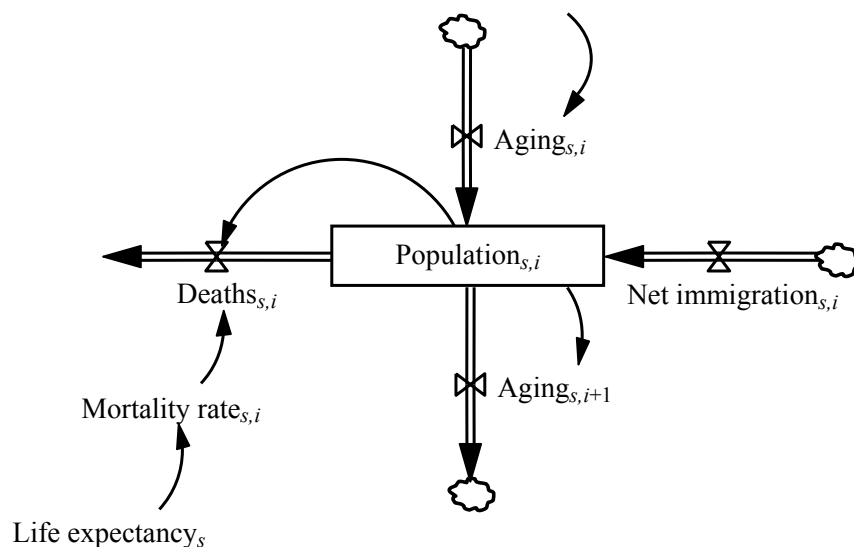 Aging s,i
Population s,i
Deaths s,i
Net immigration s,i
Mortality rate s,i
Aging s,i+1
Life expectancy s